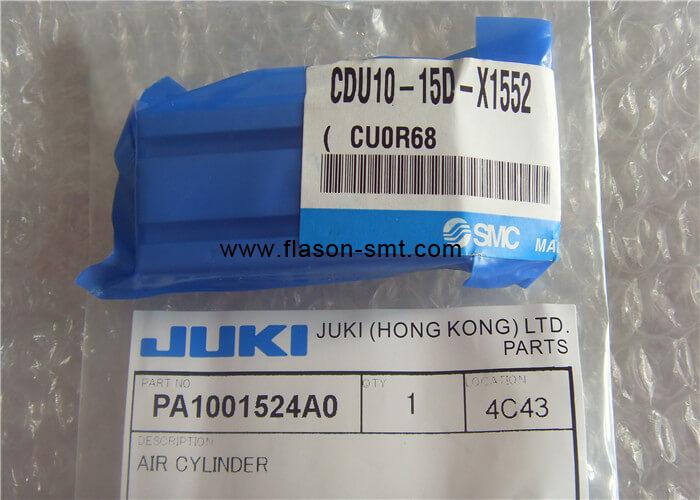 CDU10-15D-X1552
( CU0R68
SMC
www.flason-smt.com
JUKI JUKI (HONG KONG) LTD.
PARTS
PART NO QTY LOCATION
PA1001524A0 1 4C43
DESCRIPTION
AIR CYLINDER